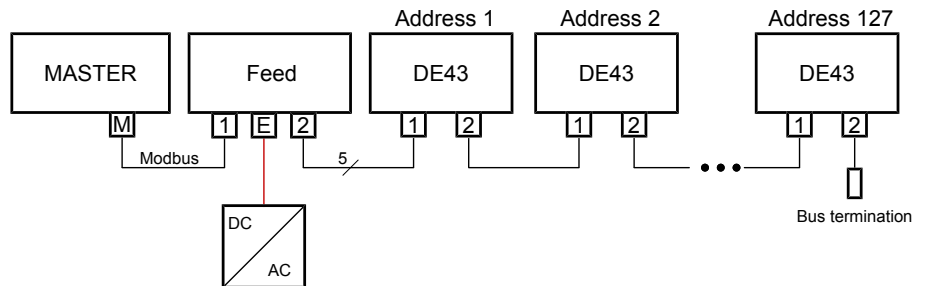 Address 1
Address 2
Address 127
MASTER
Feed
DE43
DE43
DE43
M
1
E
2
1
2
1
2
1
2
Modbus
5
DC
AC
Bus termination